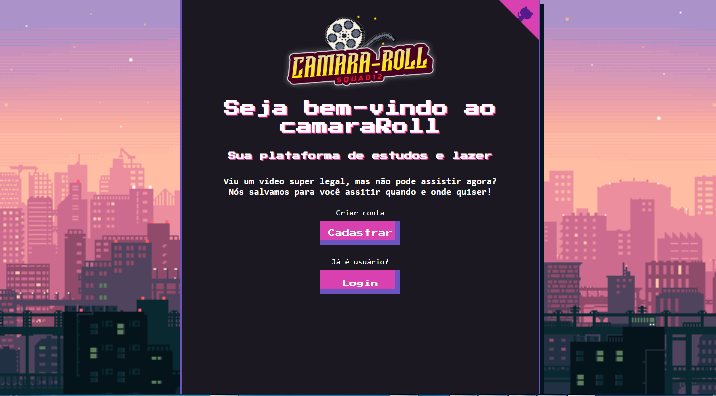 CAMARA-ROLL
SQUAD12
Seja bem-vindo ao
camaraRoll
Sua plataforma de estudos e lazer
Viu um vídeo super legal, mas não pode assistir agora?
Nós salvamos para você assitir quando e onde quiser!
Criar conta
Cadastrar
Já é usuário?
Login